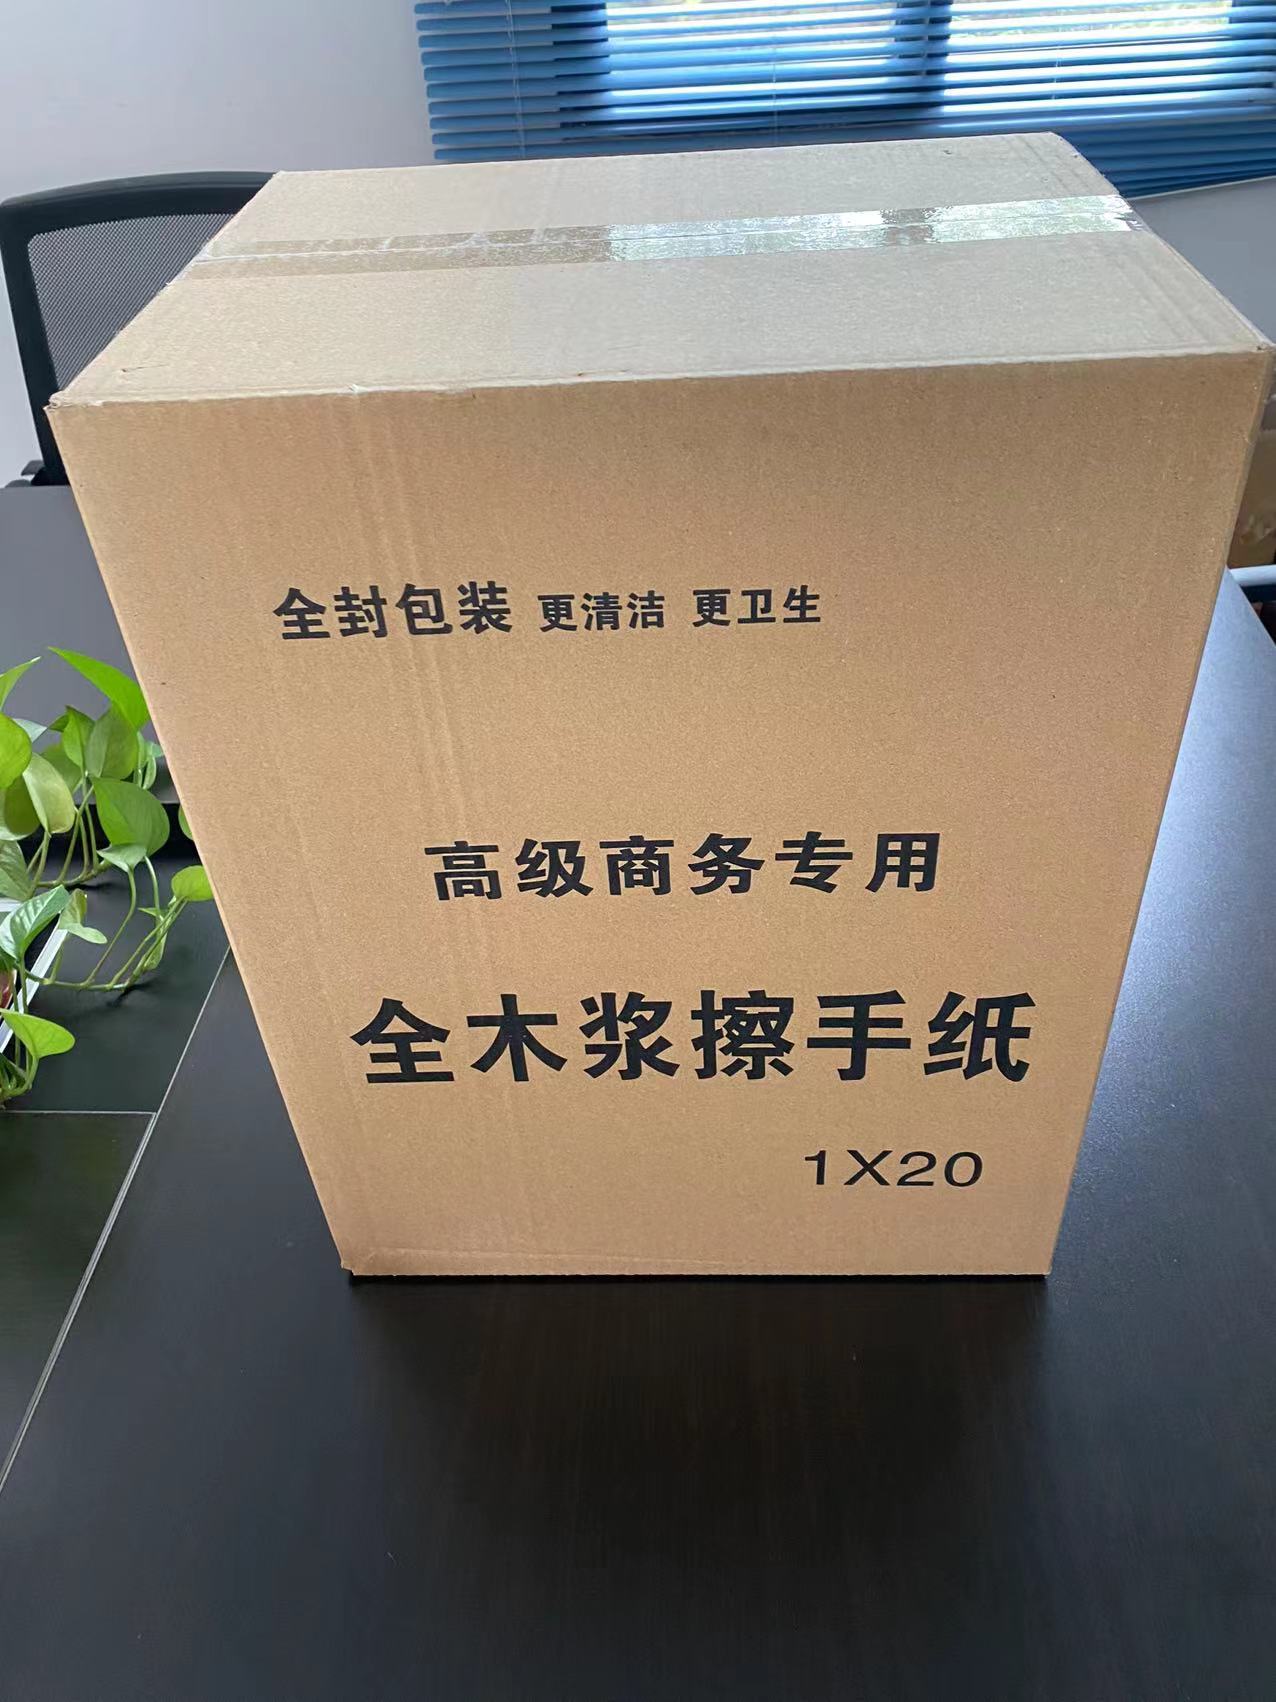 全封包装 更清洁 更卫生
高级商务专用
全木浆擦手纸
1X20